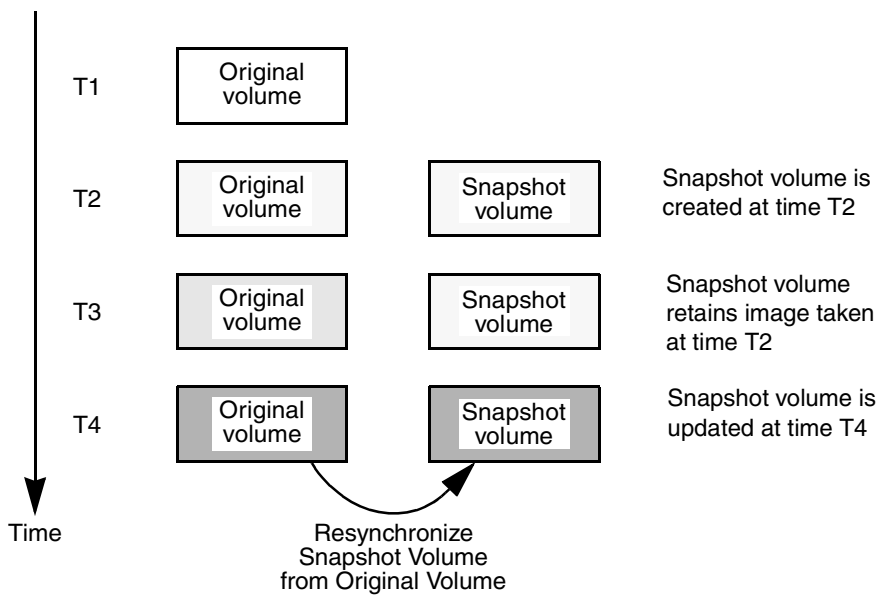 T1
Original
volume
T2
Original
volume
Snapshot
volume
Snapshot volume is
created at time T2
T3
Original
volume
Snapshot
volume
Snapshot volume
retains image taken
at time T2
T4
Original
volume
Snapshot
volume
Snapshot volume is
updated at time T4
Time
Resynchronize
Snapshot Volume
from Original Volume